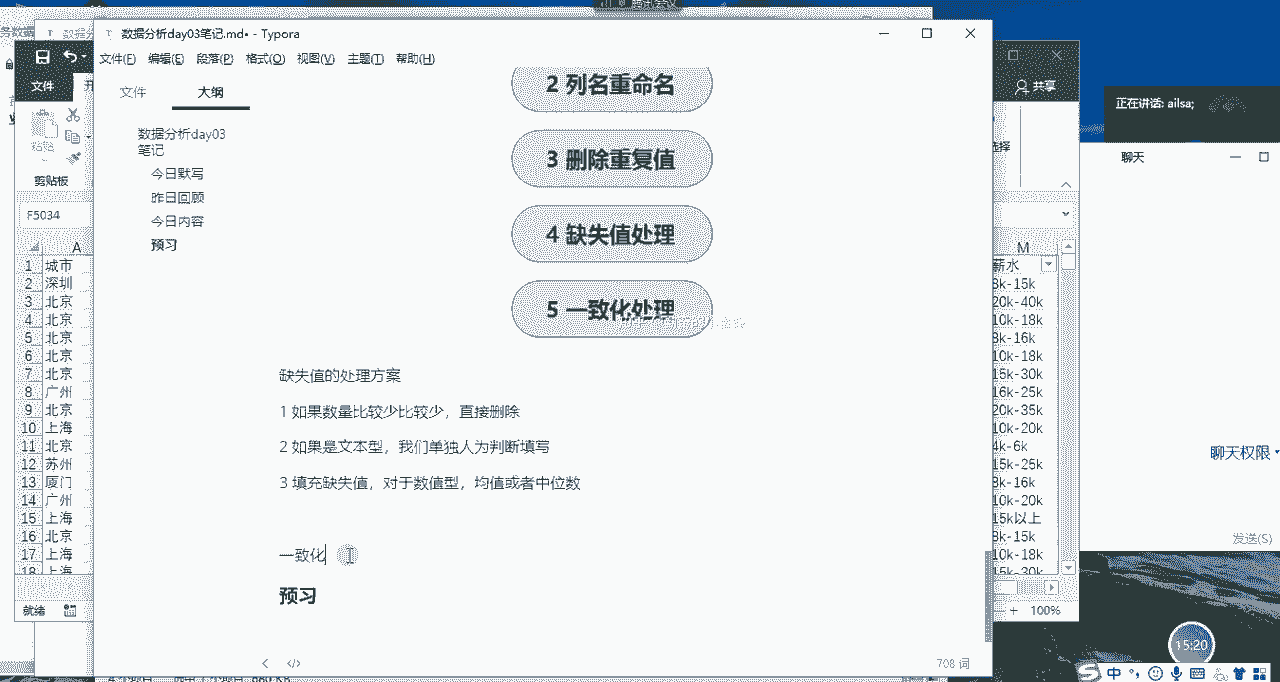 数据分析day03笔记.md• - Typora
文件(F) 编辑(E) 段落(P) 格式(O) 视图(V) 主题(T) 帮助(H)
文件 大纲
数据分析day03
笔记
今日默写
昨日回顾
今日内容
预习
2 列名重命名
3 删除重复值
4 缺失值处理
5 一致化处理
缺失值的处理方案
1 如果数量比较少比较少，直接删除
2 如果是文本型，我们单独人为判断填写
3 填充缺失值，对于数值型，均值或者中位数
一致化
预习
708 词
文件
粘贴
剪贴板
F5034
A
1 城市
2 深圳
3 北京
4 北京
5 北京
6 北京
7 北京
8 广州
9 北京
10 上海
11 北京
12 苏州
13 厦门
14 广州
15 上海
16 北京
17 上海
18 上海
就绪
共享
选择
M
薪水
8k-15k
20k-40k
10k-18k
8k-16k
10k-18k
15k-30k
16k-25k
20k-35k
10k-20k
4k-6k
15k-25k
8k-16k
10k-20k
15k以上
8k-15k
10k-18k
15k-30k
100%
正在讲话: ailsa;
聊天
聊天权限
发送(S)
15:20
中